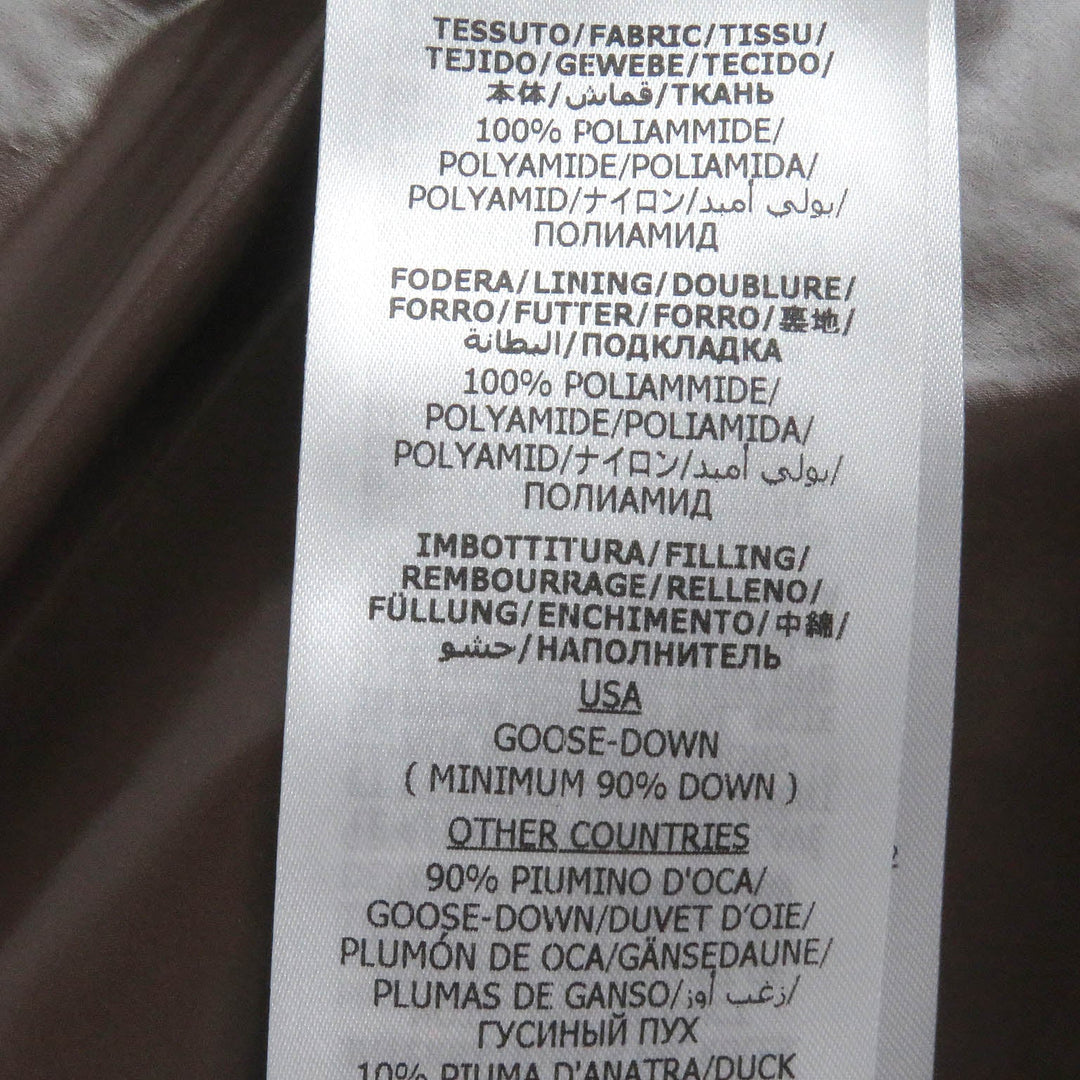 TESSUTO/FABRIC/TISSU/
TEJIDO/GEWEBE/TECIDO/
本体/قماش/ТКАНЬ
100% POLIAMMIDE/
POLYAMIDE/POLIAMIDA/
POLYAMID/ナイロン/بولي أميد/
ПОЛИАМИД
FODERA/LINING/DOUBLURE/
FORRO/FUTTER/FORRO/裏地/
البطانة/ПОДКЛАДКА
100% POLIAMMIDE/
POLYAMIDE/POLIAMIDA/
POLYAMID/ナイロン/بولي أميد/
ПОЛИАМИД
IMBOTTITURA/FILLING/
REMBOURRAGE/RELLENO/
FÜLLUNG/ENCHIMENTO/中綿/
حشو/НАПОЛНИТЕЛЬ
USA
GOOSE-DOWN
( MINIMUM 90% DOWN )
OTHER COUNTRIES
90% PIUMINO D'OCA/
GOOSE-DOWN/DUVET D'OIE/
PLUMÓN DE OCA/GÄNSEDAUNE/
PLUMAS DE GANSO/زغب أوز/
ГУСИНЫЙ ПУХ
10% PIUMA D'ANATRA/DUCK